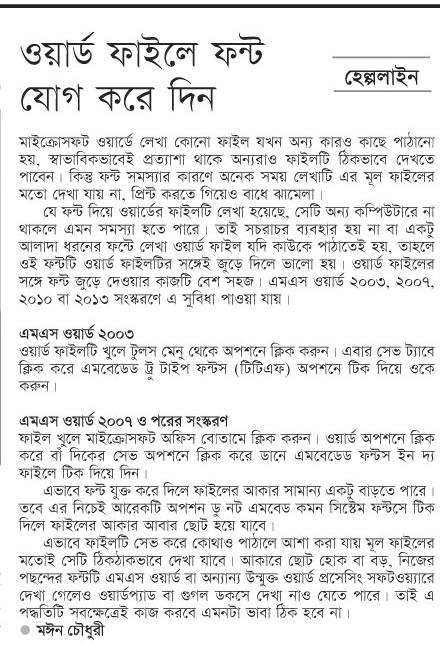 ওয়ার্ড ফাইলে ফন্ট
যোগ করে দিন
হেল্পলাইন
মাইক্রোসফট ওয়ার্ডে লেখা কোনো ফাইল যখন অন্য কারও কাছে পাঠানো
হয়, স্বাভাবিকভাবেই প্রত্যাশা থাকে অন্যরাও ফাইলটি ঠিকভাবে দেখতে
পাবেন। কিন্তু ফন্ট সমস্যার কারণে অনেক সময় লেখাটি এর মূল ফাইলের
মতো দেখা যায় না, প্রিন্ট করতে গিয়েও বাধে ঝামেলা।
যে ফন্ট দিয়ে ওয়ার্ডের ফাইলটি লেখা হয়েছে, সেটি অন্য কম্পিউটারে না
থাকলে এমন সমস্যা হতে পারে। তাই সচরাচর ব্যবহার হয় না বা একটু
আলাদা ধরনের ফন্টে লেখা ওয়ার্ড ফাইল যদি কাউকে পাঠাতেই হয়, তাহলে
ওই ফন্টটি ওয়ার্ড ফাইলটির সঙ্গেই জুড়ে দিলে ভালো হয়। ওয়ার্ড ফাইলের
সঙ্গে ফন্ট জুড়ে দেওয়ার কাজটি বেশ সহজ। এমএস ওয়ার্ড ২০০৩, ২০০৭,
২০১০ বা ২০১৩ সংস্করণে এ সুবিধা পাওয়া যায়।
এমএস ওয়ার্ড ২০০৩
ওয়ার্ড ফাইলটি খুলে টুলস মেনু থেকে অপশনে ক্লিক করুন। এবার সেভ ট্যাবে
ক্লিক করে এমবেডেড ট্রু টাইপ ফন্টস (টিটিএফ) অপশনে টিক দিয়ে ওকে
করুন।
এমএস ওয়ার্ড ২০০৭ ও পরের সংস্করণ
ফাইল খুলে মাইক্রোসফট অফিস বোতামে ক্লিক করুন। ওয়ার্ড অপশনে ক্লিক
করে বাঁ দিকের সেভ অপশনে ক্লিক করে ডানে এমবেডেড ফন্টস ইন দ্য
ফাইলে টিক দিয়ে দিন।
এভাবে ফন্ট যুক্ত করে দিলে ফাইলের আকার সামান্য একটু বাড়তে পারে।
তবে এর নিচেই আরেকটি অপশন ডু নট এমবেড কমন সিস্টেম ফন্টসে টিক
দিলে ফাইলের আকার আবার ছোট হয়ে যাবে।
এভাবে ফাইলটি সেভ করে কোথাও পাঠালে আশা করা যায় মূল ফাইলের
মতোই সেটি ঠিকঠাকভাবে দেখা যাবে। আকারে ছোট হোক বা বড়, নিজের
পছন্দের ফন্টটি এমএস ওয়ার্ড বা অন্যান্য উন্মুক্ত ওয়ার্ড প্রসেসিং সফটওয়্যারে
দেখা গেলেও ওয়ার্ডপ্যাড বা গুগল ডকসে দেখা নাও যেতে পারে। তাই এ
পদ্ধতিটি সবক্ষেত্রেই কাজ করবে এমনটা ভাবা ঠিক হবে না।
● মঈন চৌধুরী